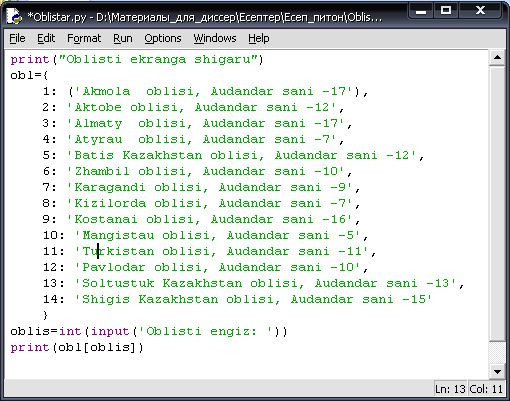 *Oblistar.py - D:\Материалы_для_диссер\Есептер\Есеп_питон\Oblis...
File Edit Format Run Options Windows Help
print("Oblisti ekranga shigaru")
obl={
    1: ('Akmola  oblisi, Audandar sani -17'),
    2: 'Aktobe oblisi, Audandar sani -12',
    3: 'Almaty  oblisi, Audandar sani -17',
    4: 'Atyrau  oblisi, Audandar sani -7',
    5: 'Batis Kazakhstan oblisi, Audandar sani -12',
    6: 'Zhambil oblisi, Audandar sani -10',
    7: 'Karagandi oblisi, Audandar sani -9',
    8: 'Kizilorda oblisi, Audandar sani -7',
    9: 'Kostanai oblisi, Audandar sani -16',
    10: 'Mangistau oblisi, Audandar sani -5',
    11: 'Turkistan oblisi, Audandar sani -11',
    12: 'Pavlodar oblisi, Audandar sani -10',
    13: 'Soltustuk Kazakhstan oblisi, Audandar sani -13',
    14: 'Shigis Kazakhstan oblisi, Audandar sani -15'
    }
oblis=int(input('Oblisti engiz: '))
print(obl[oblis])
Ln: 13 Col: 11